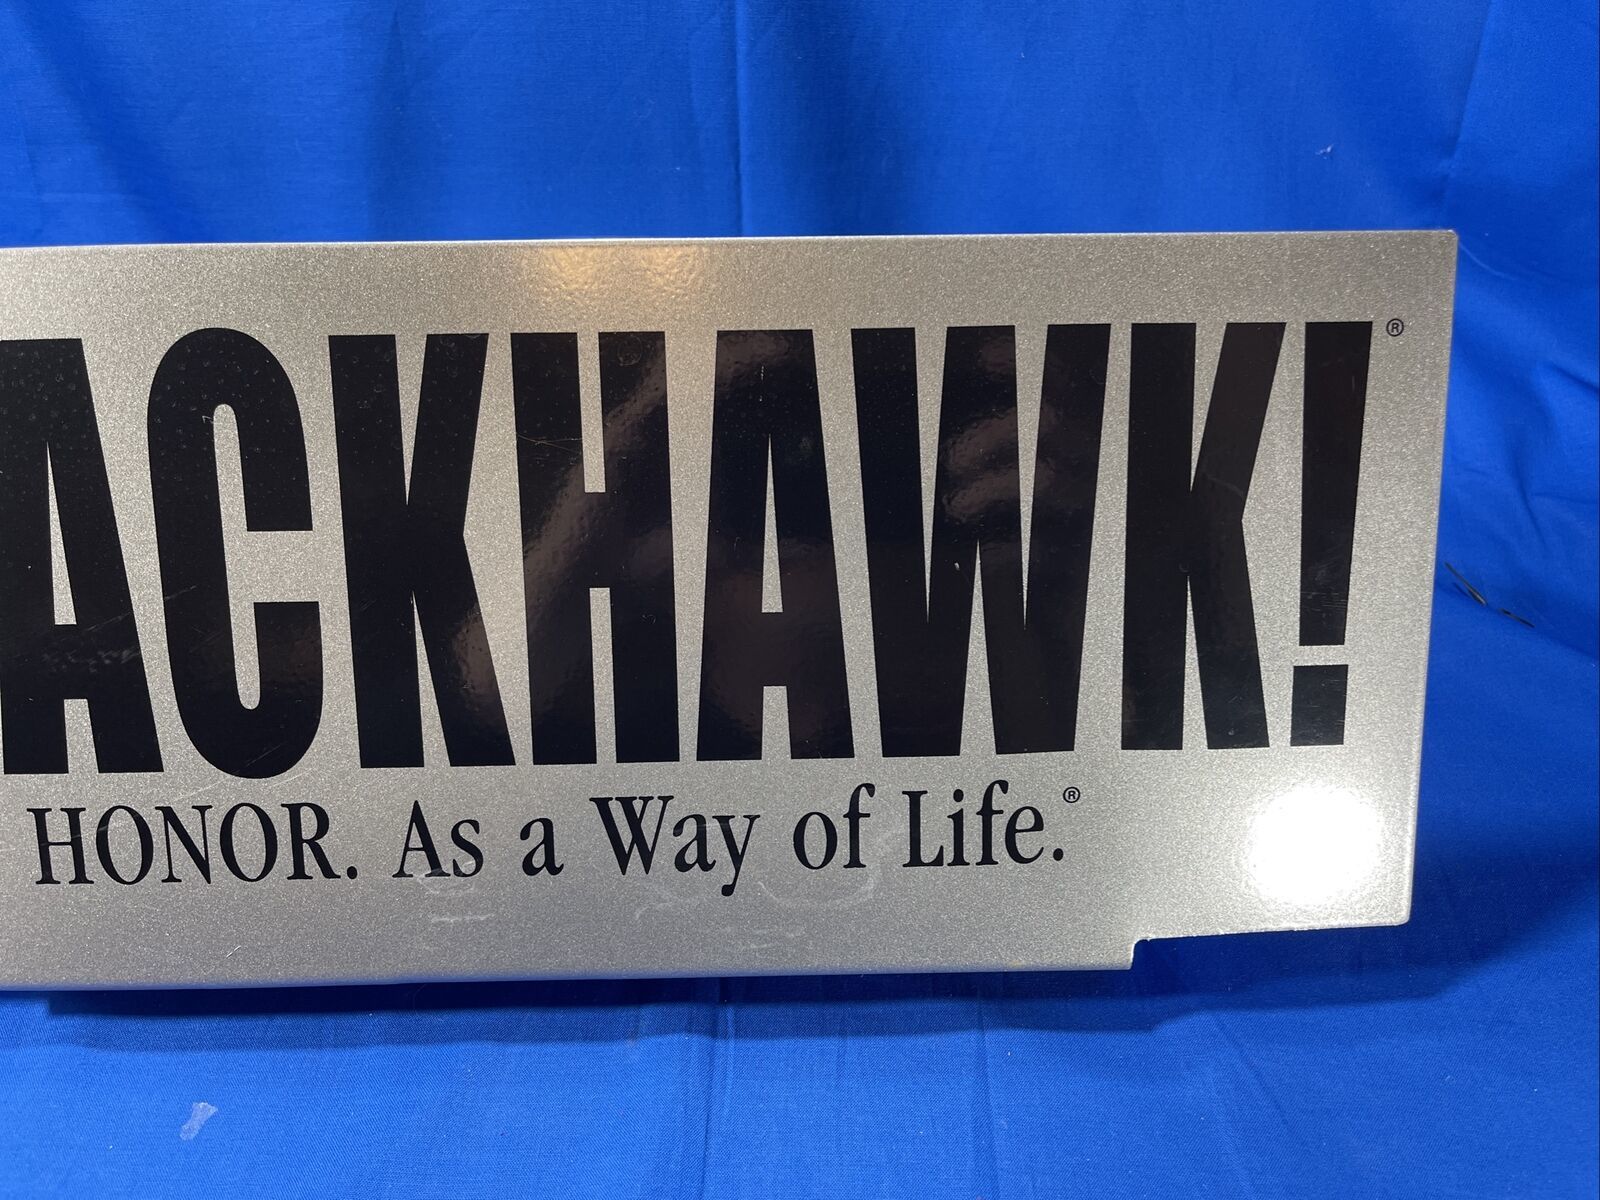 ACKHAWK!®
HONOR. As a Way of Life.®